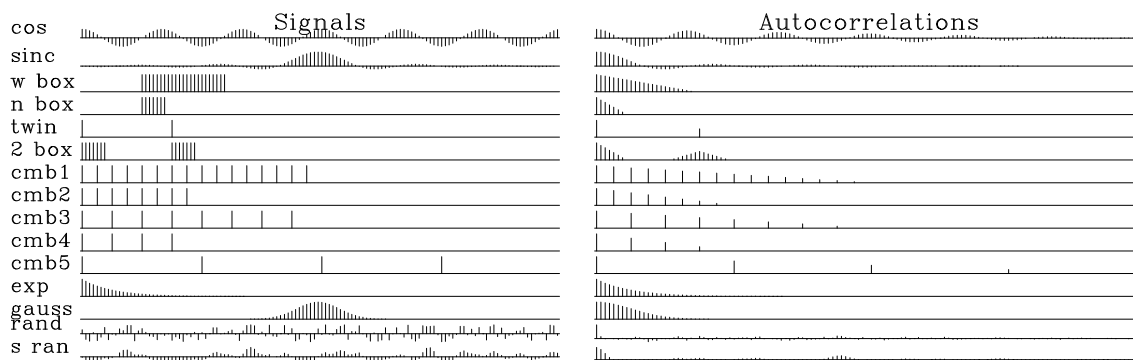 Signals
Autocorrelations
cos
sinc
w box
n box
twin
2 box
cmb1
cmb2
cmb3
cmb4
cmb5
exp
gauss
rand
s ran